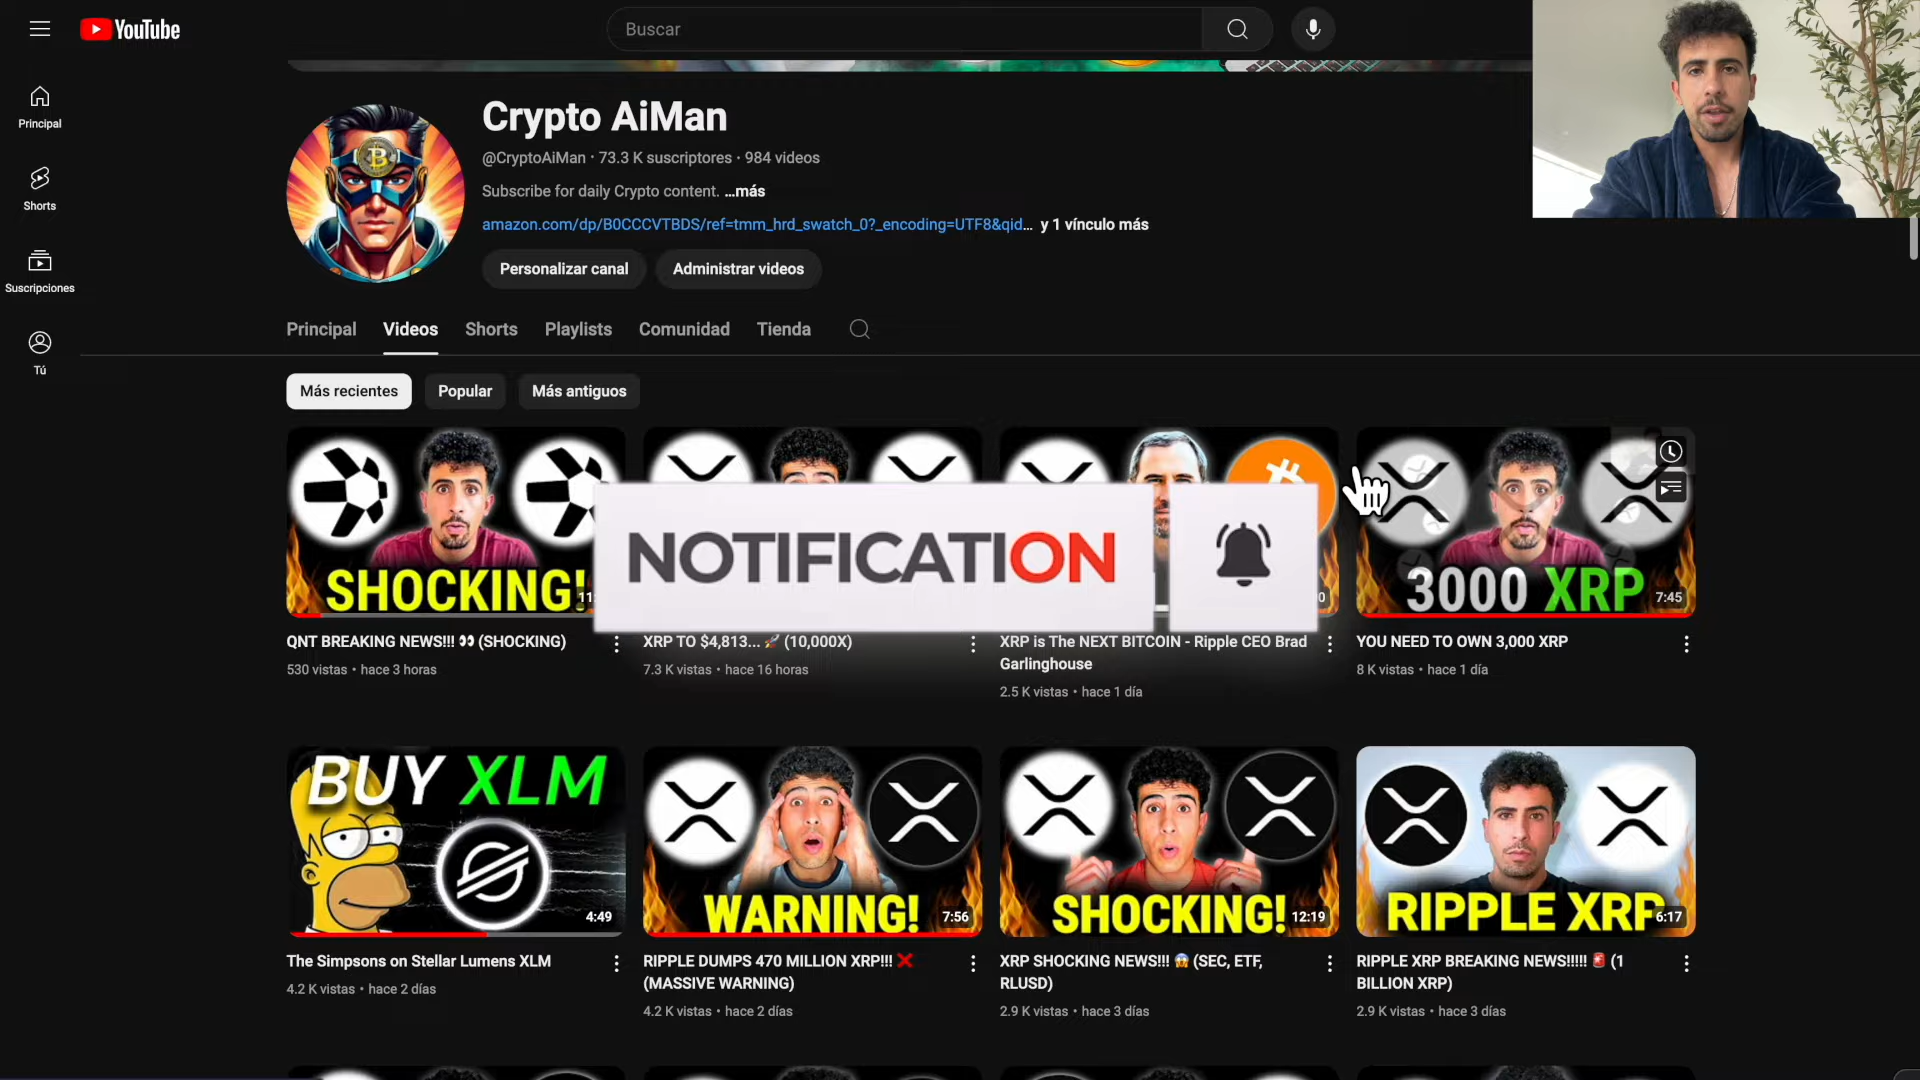 YouTube
Buscar
Principal
Shorts
Suscripciones
Tú
Crypto AiMan
@CryptoAiMan · 73.3 K suscriptores · 984 videos
Subscribe for daily Crypto content. ...más
amazon.com/dp/B0CCCVTBDS/ref=tmm_hrd_swatch_0?_encoding=UTF8&qid... y 1 vínculo más
Personalizar canal
Administrar videos
Principal
Videos
Shorts
Playlists
Comunidad
Tienda
Más recientes
Popular
Más antiguos
SHOCKING!
NOTIFICATION
3000 XRP
7:45
QNT BREAKING NEWS!!! 👀 (SHOCKING)
530 vistas · hace 3 horas
XRP TO $4,813... 🚀 (10,000X)
7.3 K vistas · hace 16 horas
XRP is The NEXT BITCOIN - Ripple CEO Brad
Garlinghouse
2.5 K vistas · hace 1 día
YOU NEED TO OWN 3,000 XRP
8 K vistas · hace 1 día
BUY XLM
4:49
WARNING!
7:56
SHOCKING!
12:19
RIPPLE XRP
6:17
The Simpsons on Stellar Lumens XLM
4.2 K vistas · hace 2 días
RIPPLE DUMPS 470 MILLION XRP!!! ❌
(MASSIVE WARNING)
4.2 K vistas · hace 2 días
XRP SHOCKING NEWS!!! 😱 (SEC, ETF,
RLUSD)
2.9 K vistas · hace 3 días
RIPPLE XRP BREAKING NEWS!!!!! 🚨 (1
BILLION XRP)
2.9 K vistas · hace 3 días